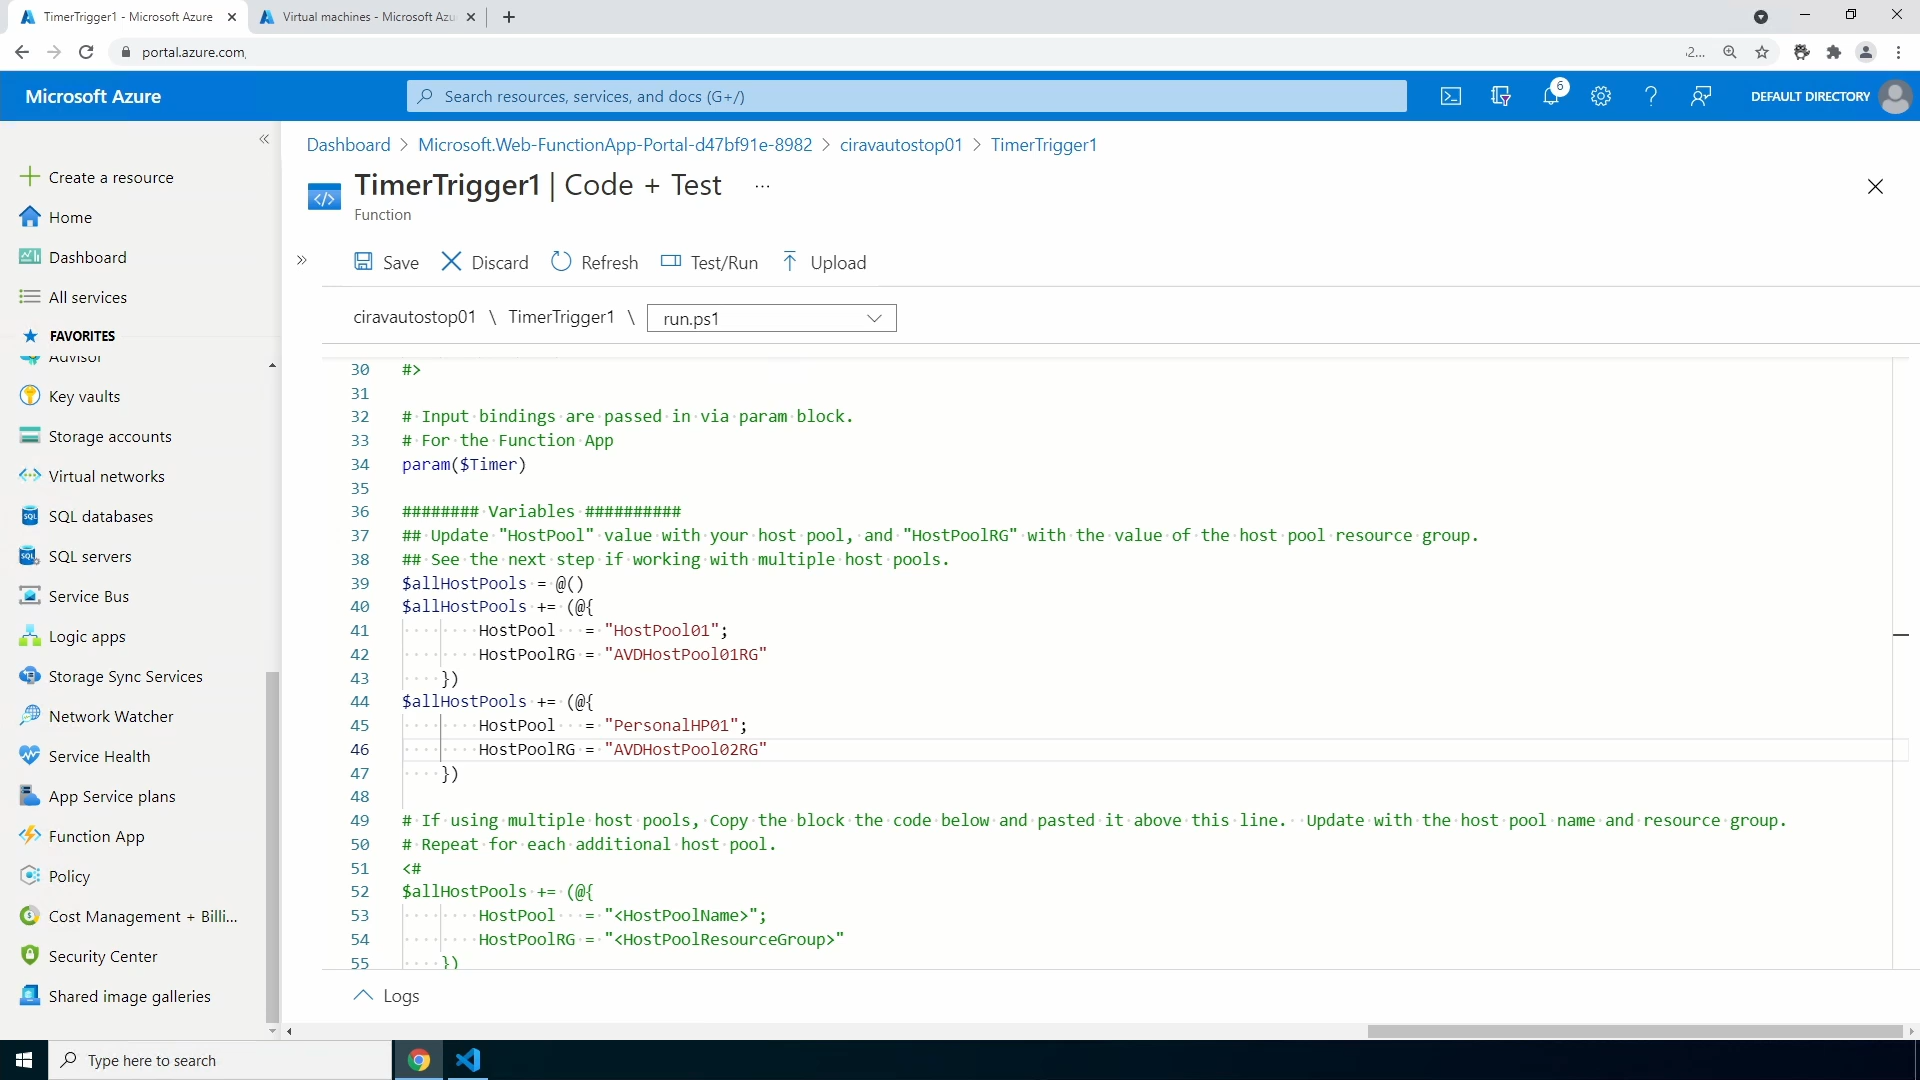 TimerTrigger1 - Microsoft Azure
Virtual machines - Microsoft Azu
portal.azure.com
2...
Microsoft Azure
Search resources, services, and docs (G+/)
6
DEFAULT DIRECTORY
Dashboard > Microsoft.Web-FunctionApp-Portal-d47bf91e-8982 > ciravautostop01 > TimerTrigger1
TimerTrigger1 | Code + Test ...
Function
Save Discard Refresh Test/Run Upload
ciravautostop01 \ TimerTrigger1 \ run.ps1
Create a resource
Home
Dashboard
All services
FAVORITES
Advisor
Key vaults
Storage accounts
Virtual networks
SQL databases
SQL servers
Service Bus
Logic apps
Storage Sync Services
Network Watcher
Service Health
App Service plans
Function App
Policy
Cost Management + Billi...
Security Center
Shared image galleries
30 #>
31
32 # Input bindings are passed in via param block.
33 # For the Function App
34 param($Timer)
35
36 ######## Variables ##########
37 ## Update "HostPool" value with your host pool, and "HostPoolRG" with the value of the host pool resource group.
38 ## See the next step if working with multiple host pools.
39 $allHostPools = @()
40 $allHostPools += (@{
41 HostPool = "HostPool01";
42 HostPoolRG = "AVDHostPool01RG"
43 })
44 $allHostPools += (@{
45 HostPool = "PersonalHP01";
46 HostPoolRG = "AVDHostPool02RG"
47 })
48
49 # If using multiple host pools, Copy the block the code below and pasted it above this line. Update with the host pool name and resource group.
50 # Repeat for each additional host pool.
51 <#
52 $allHostPools += (@{
53 HostPool = "<HostPoolName>";
54 HostPoolRG = "<HostPoolResourceGroup>"
55 })
Logs
Type here to search